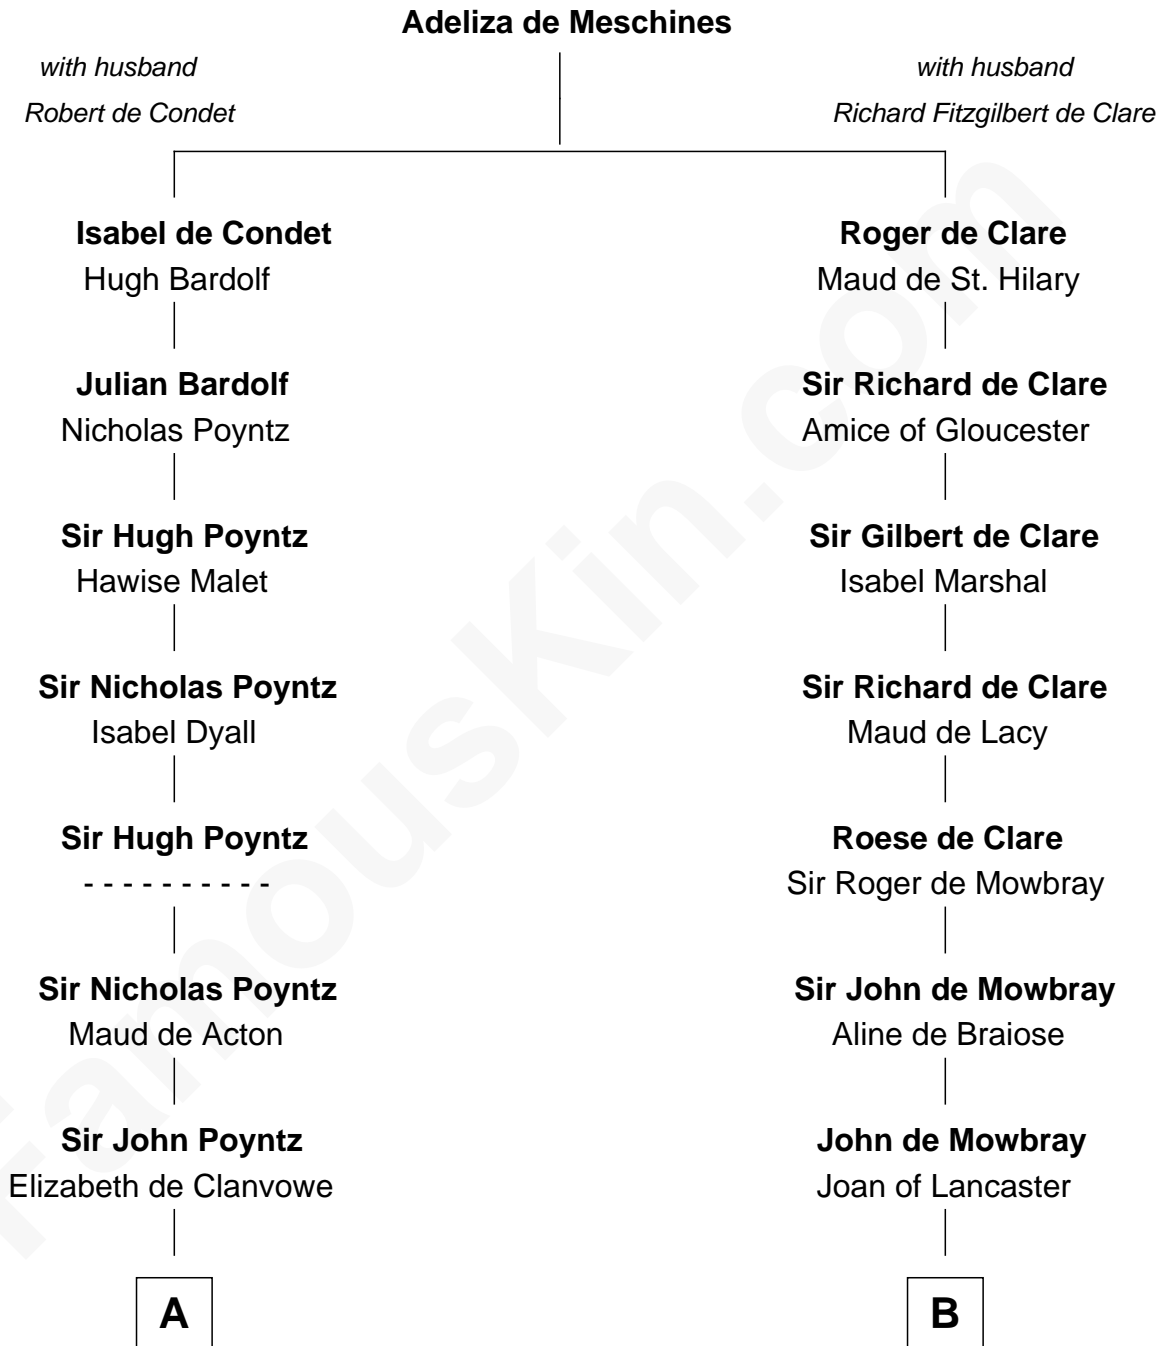 Adeliza de Meschines
with husband
Robert de Condet
with husband
Richard Fitzgilbert de Clare
Isabel de Condet
Hugh Bardolf
Roger de Clare
Maud de St. Hilary
Julian Bardolf
Nicholas Poyntz
Sir Richard de Clare
Amice of Gloucester
Sir Hugh Poyntz
Hawise Malet
Sir Gilbert de Clare
Isabel Marshal
Sir Nicholas Poyntz
Isabel Dyall
Sir Richard de Clare
Maud de Lacy
Sir Hugh Poyntz
- - - - - - - - - -
Roese de Clare
Sir Roger de Mowbray
Sir Nicholas Poyntz
Maud de Acton
Sir John de Mowbray
Aline de Braiose
Sir John Poyntz
Elizabeth de Clanvowe
John de Mowbray
Joan of Lancaster
A
B
FamousKin.com